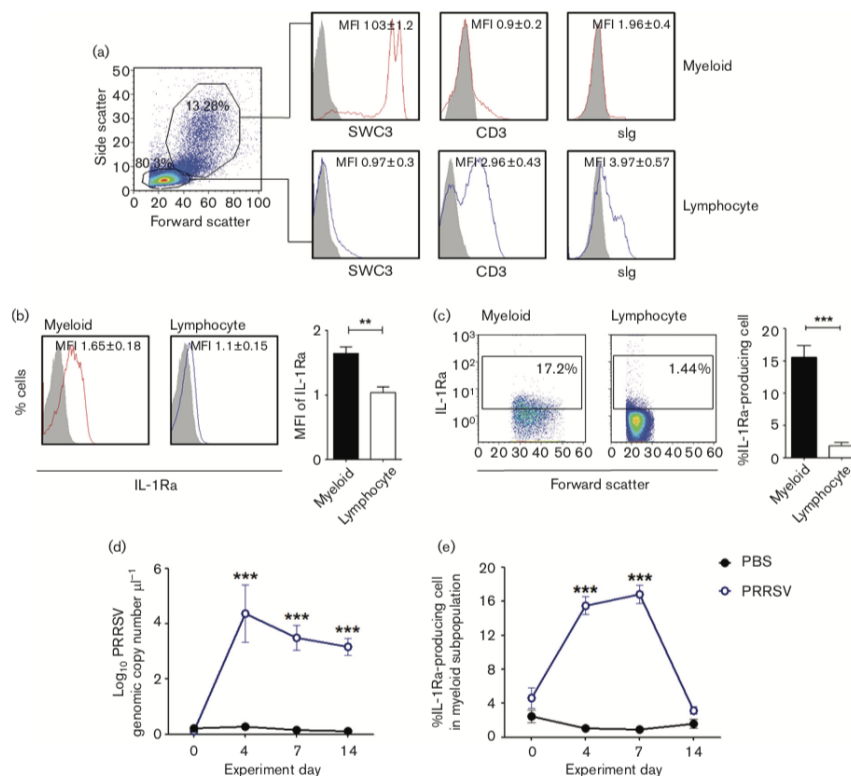 (a)
Side scatter
50
40
30
20
10
0
13.28%
80.3%
0 20 40 60 80 100
Forward scatter
MFI 103±1.2
SWC3
MFI 0.9±0.2
CD3
MFI 1.96±0.4
sIg
Myeloid
MFI 0.97±0.3
SWC3
MFI 2.96±0.43
CD3
MFI 3.97±0.57
sIg
Lymphocyte
(b)
Myeloid
MFI 1.65±0.18
Lymphocyte
MFI 1.1±0.15
% cells
IL-1Ra
MFI of IL-1Ra
2
1
0
**
Myeloid
Lymphocyte
(c)
Myeloid
Lymphocyte
IL-1Ra
10³
10²
10¹
10⁰
17.2%
1.44%
0 10 20 30 40 50 60
0 10 20 30 40 50 60
Forward scatter
%IL-1Ra-producing cell
20
15
10
5
0
***
Myeloid
Lymphocyte
(d)
Log₁₀ PRRSV
genomic copy number µl⁻¹
6
4
2
0
***
***
***
0 4 7 14
Experiment day
(e)
%IL-1Ra-producing cell
in myeloid subpopulation
20
16
12
8
4
0
***
***
0 4 7 14
Experiment day
PBS
PRRSV